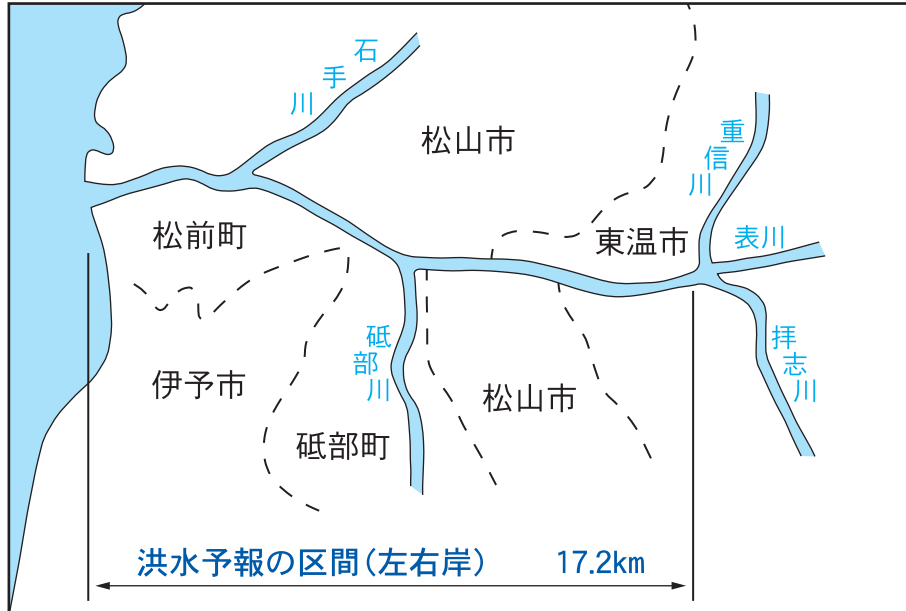 石手川
松山市
重信川
松前町
東温市
表川
砥部川
拝志川
伊予市
松山市
砥部町
洪水予報の区間(左右岸) 17.2km